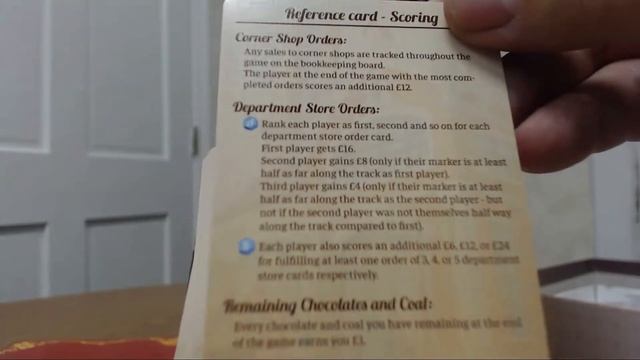 Reference card - Scoring
Corner Shop Orders:
Any sales to corner shops are tracked throughout the
game on the bookkeeping board.
The player at the end of the game with the most com-
pleted orders scores an additional £12.
Department Store Orders:
Rank each player as first, second and so on for each
department store order card.
First player gets £16.
Second player gains £8 (only if their marker is at least
half as far along the track as first player).
Third player gains £4 (only if their marker is at least
half as far along the track as the second player - but
not if the second player was not themselves half way
along the track compared to first).
Each player also scores an additional £6, £12, or £24
for fulfilling at least one order of 3, 4, or 5 department
store cards respectively.
Remaining Chocolates and Coal:
Every chocolate and coal you have remaining at the end
of the game earns you £1.